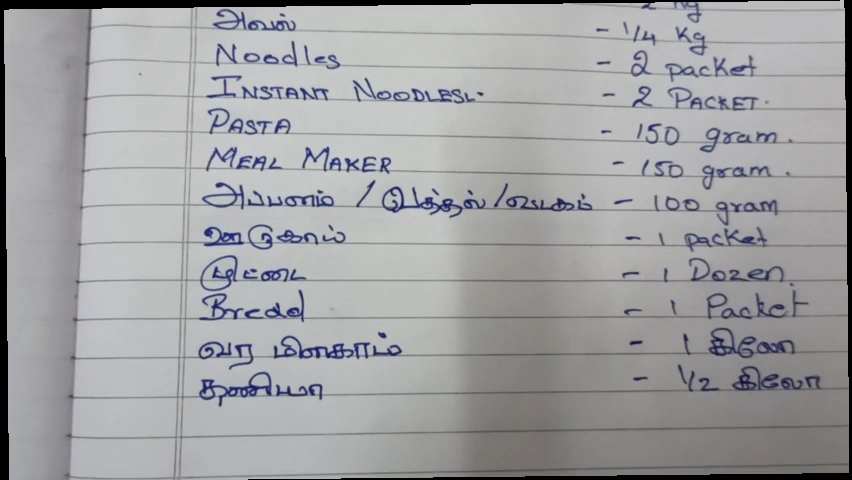 kg
அவல் - 1/4 Kg
Noodles - 2 packet
INSTANT NOODLESL. - 2 PACKET.
PASTA - 150 gram.
MEAL MAKER - 150 gram.
அப்பளம் / வத்தல் / வடகம் - 100 gram
ஊறுகாய் - 1 packet
முட்டை - 1 Dozen.
Bread - 1 Packet
வர மிளகாய் - 1 கிலோ
தனியா - 1/2 கிலோ